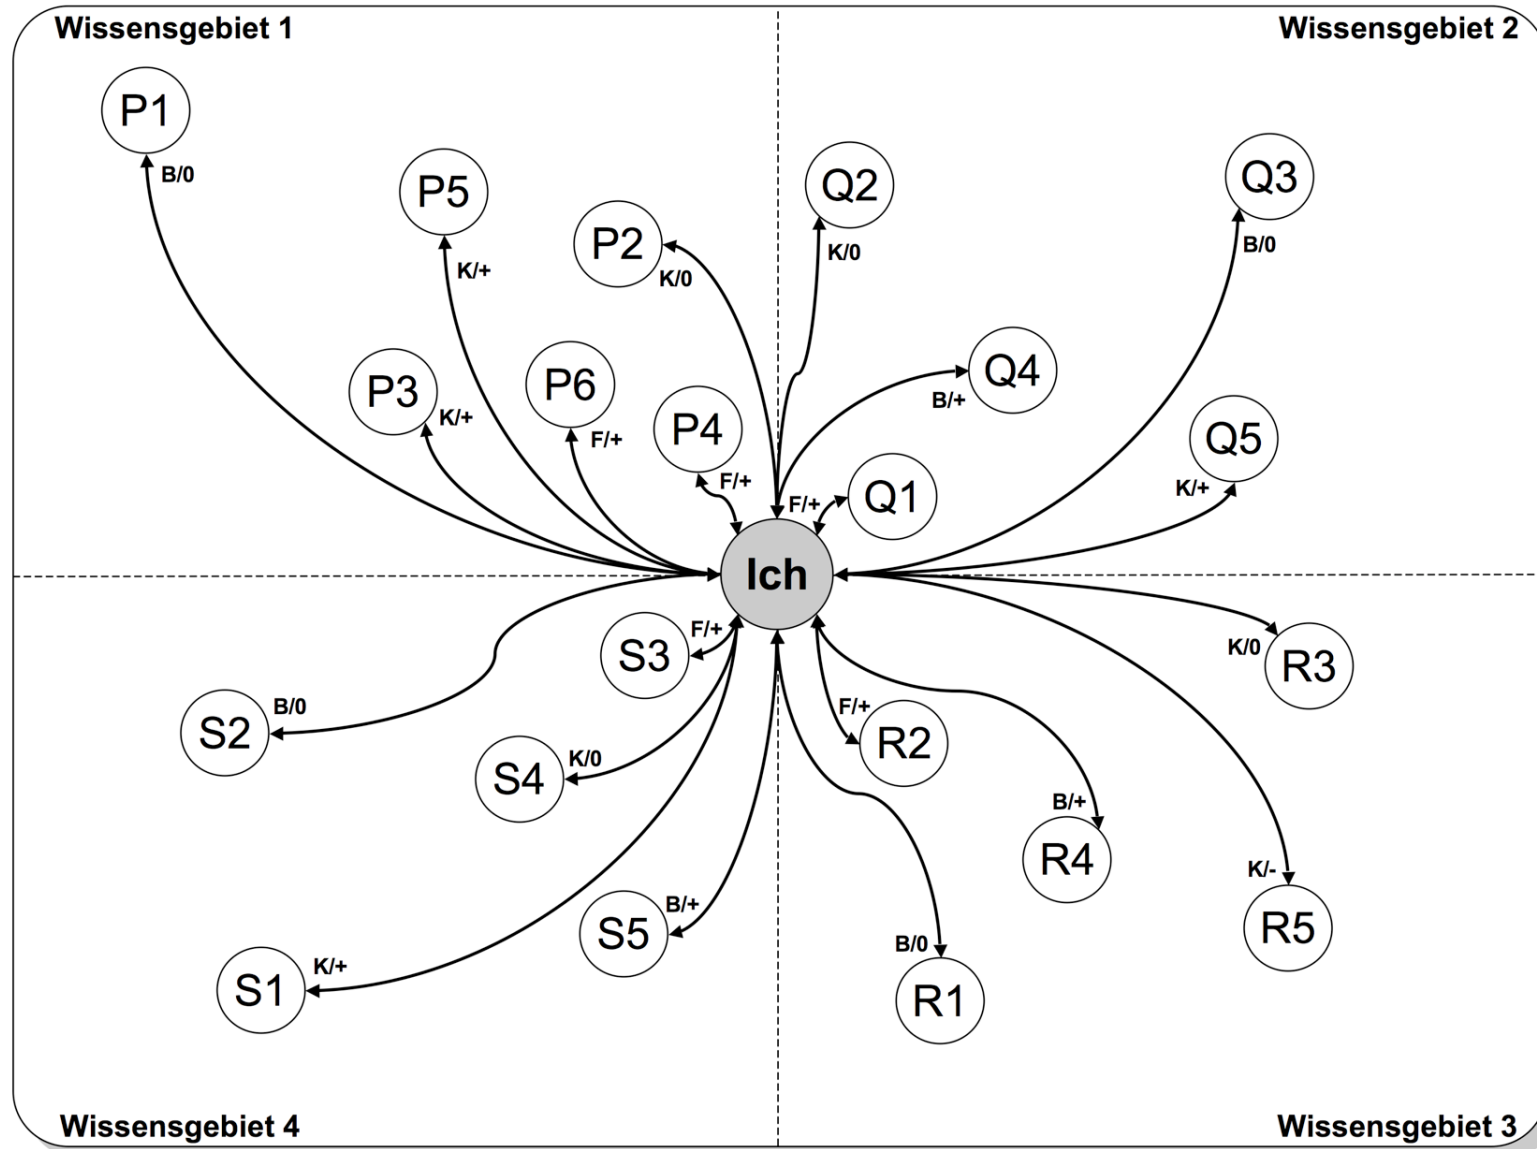 Wissensgebiet 1
Wissensgebiet 2
P1
B/0
P5
K/+
P2
K/0
Q2
K/0
Q3
B/0
P3
K/+
P6
F/+
P4
F/+
Q4
B/+
Q1
F/+
Q5
K/+
Ich
S3
F/+
S2
B/0
S4
K/0
S1
K/+
S5
B/+
R2
F/+
R3
K/0
R4
B/+
R5
K/-
R1
B/0
Wissensgebiet 4
Wissensgebiet 3